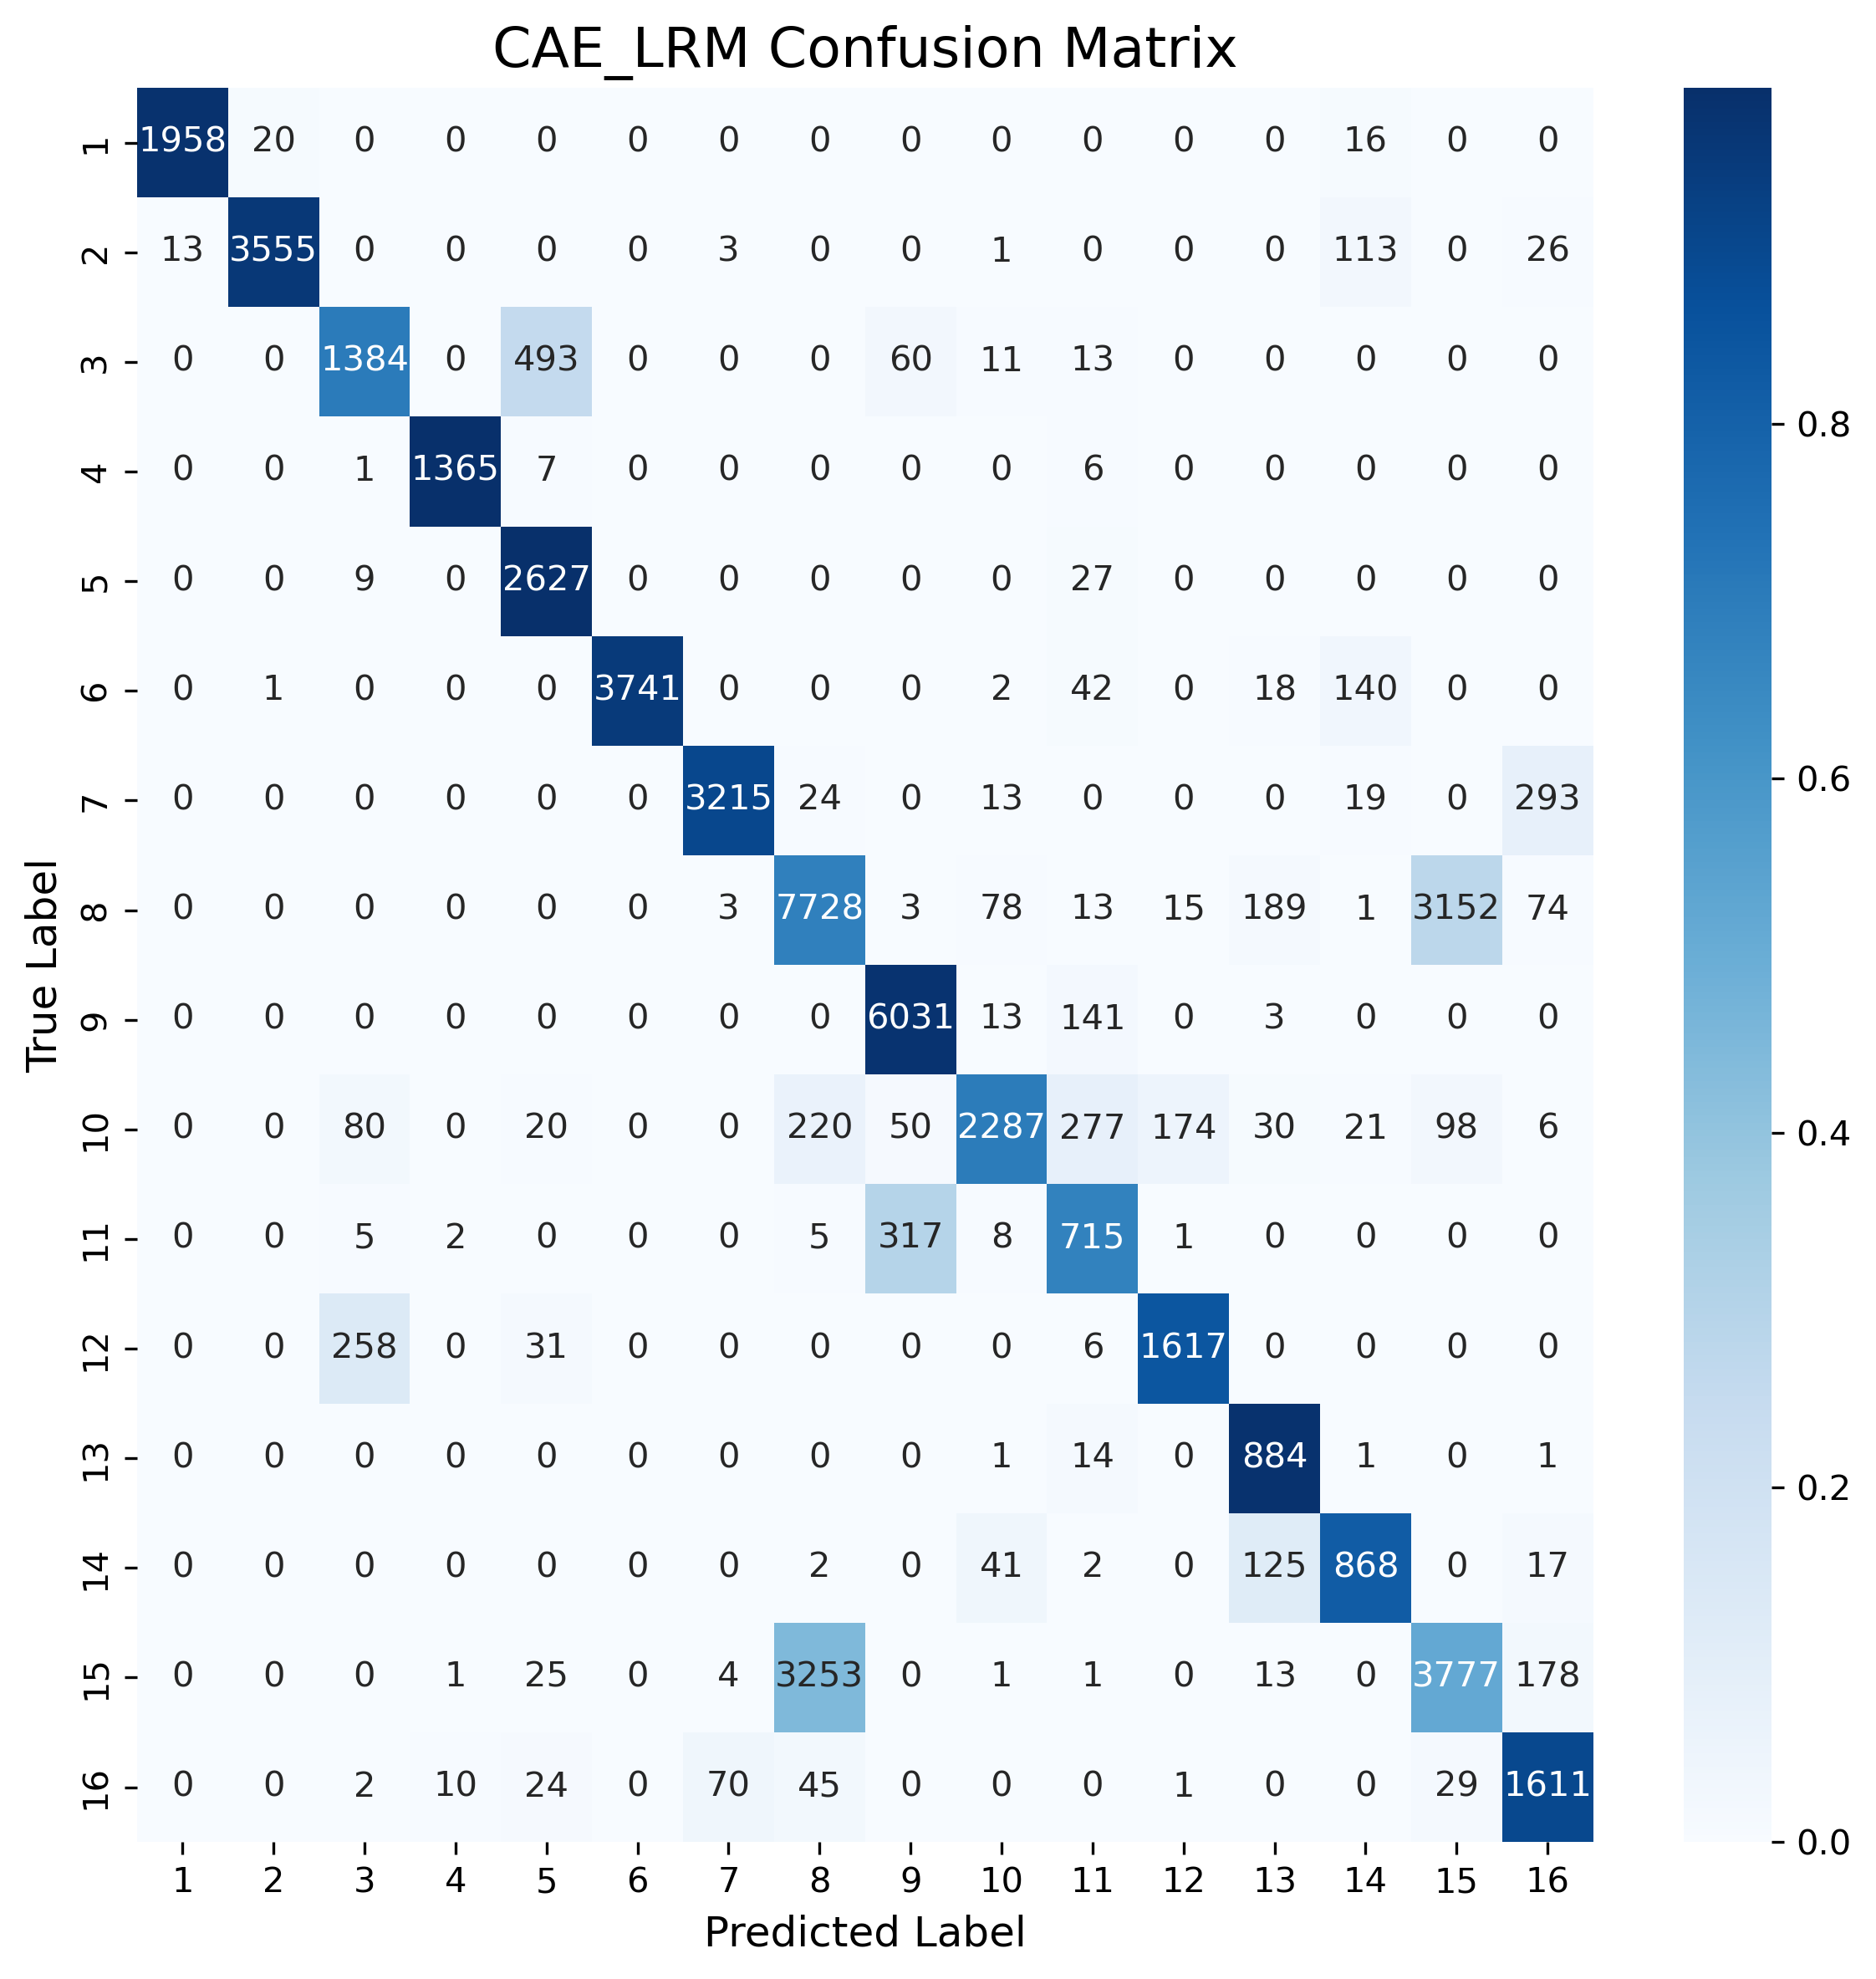 CAE_LRM Confusion Matrix
1 1958 20 0 0 0 0 0 0 0 0 0 0 0 16 0 0
2 13 3555 0 0 0 0 3 0 0 1 0 0 0 113 0 26
3 0 0 1384 0 493 0 0 0 60 11 13 0 0 0 0 0
0.8
4 0 0 1 1365 7 0 0 0 0 0 6 0 0 0 0 0
5 0 0 9 0 2627 0 0 0 0 0 27 0 0 0 0 0
6 0 1 0 0 0 3741 0 0 0 2 42 0 18 140 0 0
0.6
7 0 0 0 0 0 0 3215 24 0 13 0 0 0 19 0 293
8 0 0 0 0 0 0 3 7728 3 78 13 15 189 1 3152 74
True Label
9 0 0 0 0 0 0 0 0 6031 13 141 0 3 0 0 0
10 0 0 80 0 20 0 0 220 50 2287 277 174 30 21 98 6
0.4
11 0 0 5 2 0 0 0 5 317 8 715 1 0 0 0 0
12 0 0 258 0 31 0 0 0 0 0 6 1617 0 0 0 0
13 0 0 0 0 0 0 0 0 0 1 14 0 884 1 0 1
0.2
14 0 0 0 0 0 0 0 2 0 41 2 0 125 868 0 17
15 0 0 0 1 25 0 4 3253 0 1 1 0 13 0 3777 178
16 0 0 2 10 24 0 70 45 0 0 0 1 0 0 29 1611
0.0
1 2 3 4 5 6 7 8 9 10 11 12 13 14 15 16
Predicted Label